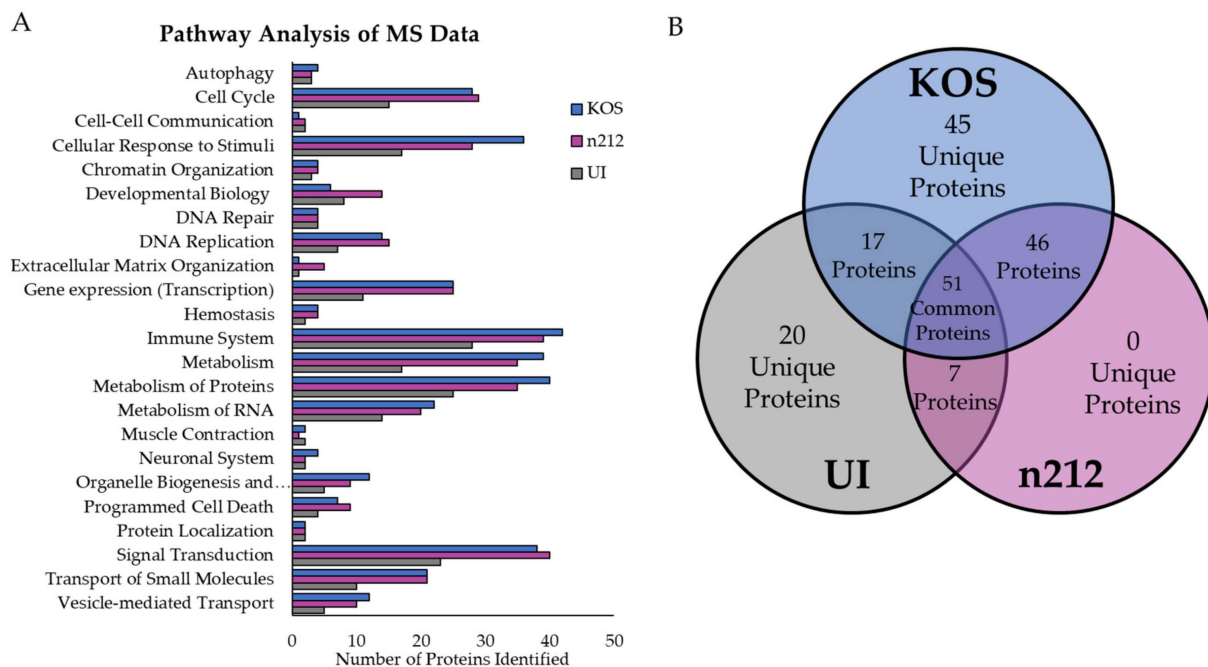 A
Pathway Analysis of MS Data
Autophagy
Cell Cycle
Cell-Cell Communication
Cellular Response to Stimuli
Chromatin Organization
Developmental Biology
DNA Repair
DNA Replication
Extracellular Matrix Organization
Gene expression (Transcription)
Hemostasis
Immune System
Metabolism
Metabolism of Proteins
Metabolism of RNA
Muscle Contraction
Neuronal System
Organelle Biogenesis and …
Programmed Cell Death
Protein Localization
Signal Transduction
Transport of Small Molecules
Vesicle-mediated Transport
KOS
n212
UI
0 10 20 30 40 50
Number of Proteins Identified
B
KOS
45
Unique
Proteins
17
Proteins
46
Proteins
51
Common
Proteins
20
Unique
Proteins
0
Unique
Proteins
7
Proteins
UI
n212